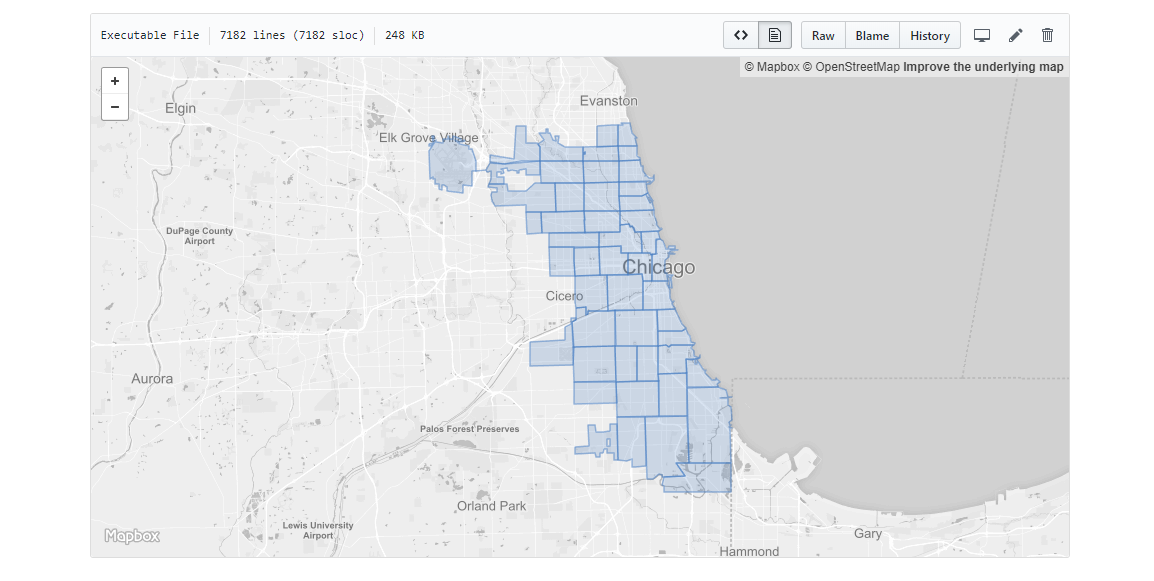 Executable File 7182 lines (7182 sloc) 248 KB
Raw Blame History
© Mapbox © OpenStreetMap Improve the underlying map
+
−
Evanston
Elgin
Elk Grove Village
DuPage County
Airport
Chicago
Cicero
Aurora
Palos Forest Preserves
Orland Park
Lewis University
Airport
Mapbox
Gary
Hammond